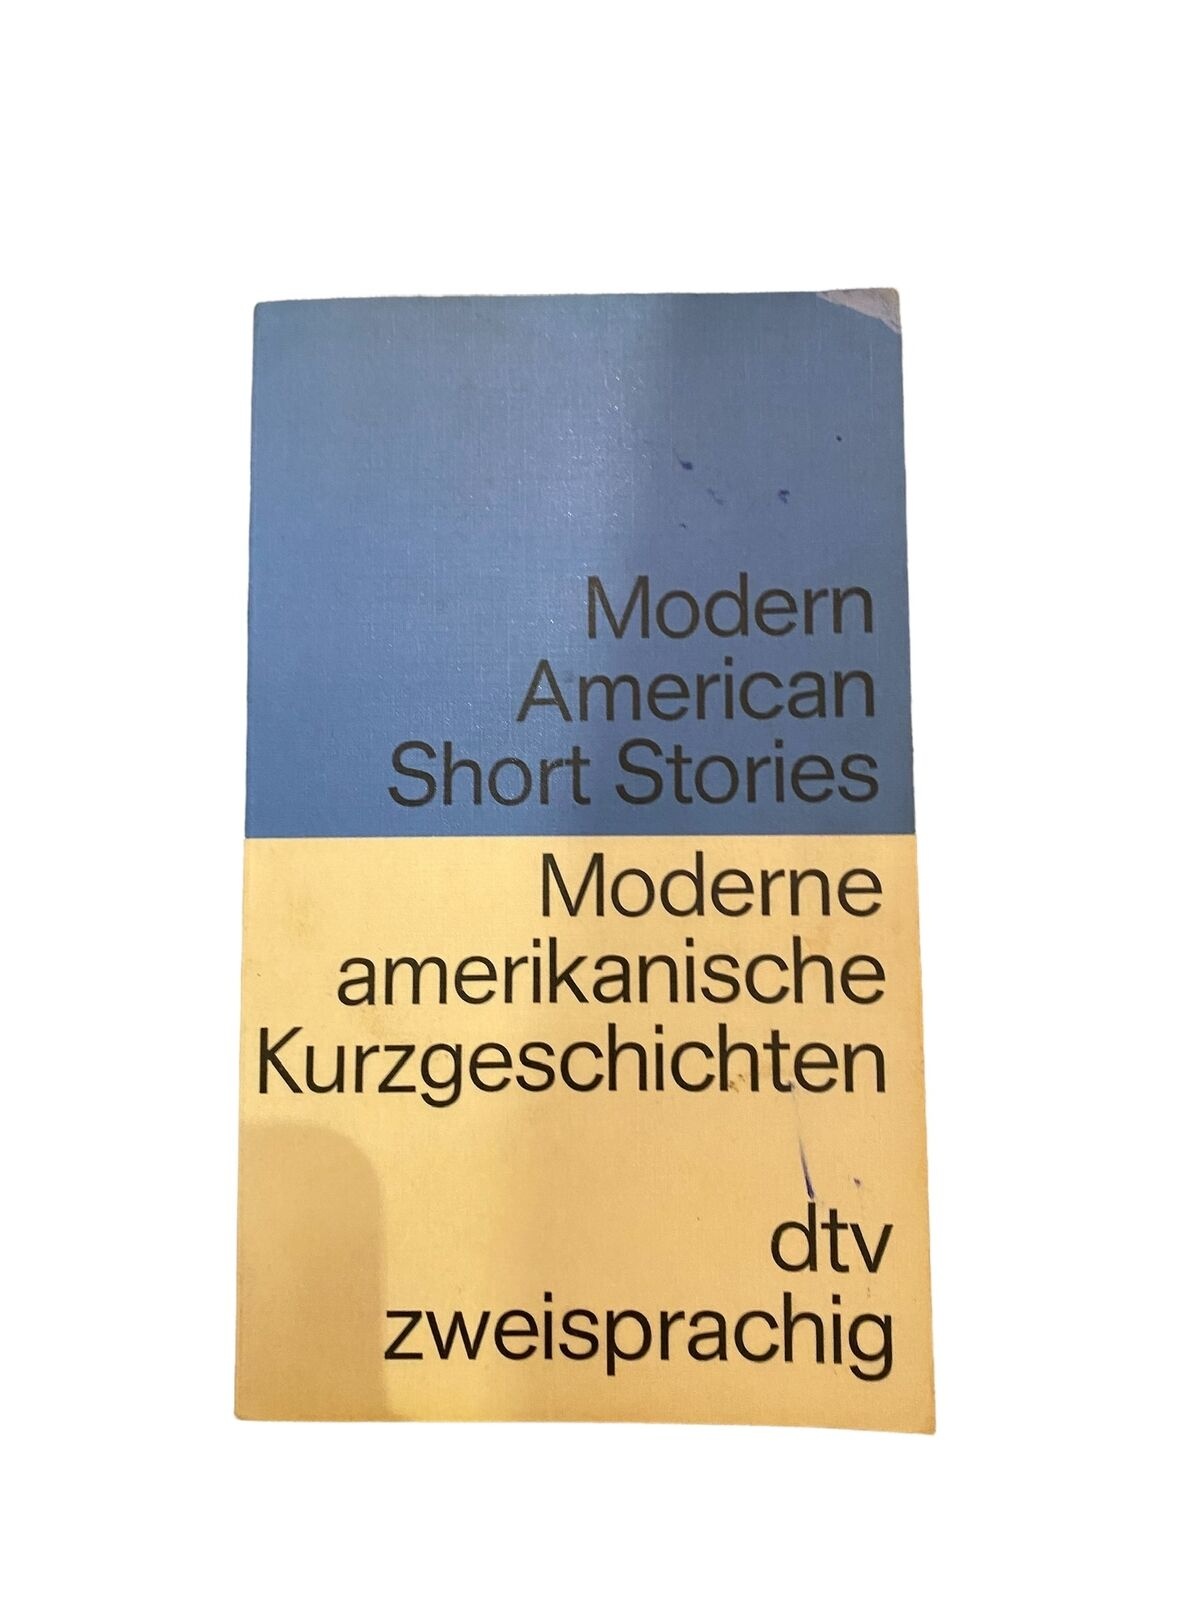 Modern
American
Short Stories
Moderne
amerikanische
Kurzgeschichten
dtv
zweisprachig